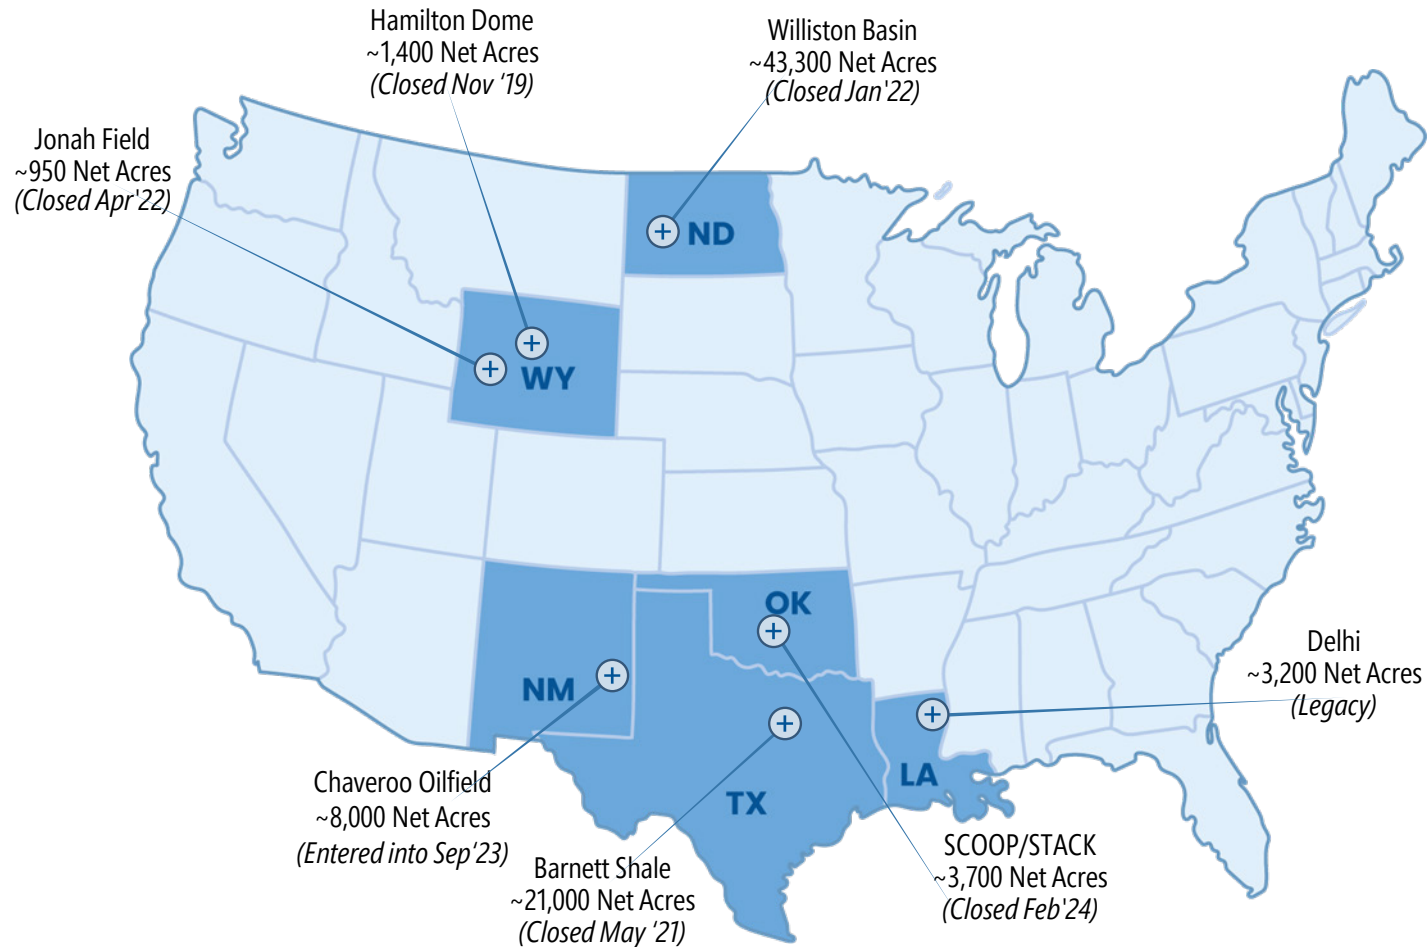 Hamilton Dome
~1,400 Net Acres
(Closed Nov ‘19)
Williston Basin
~43,300 Net Acres
(Closed Jan'22)
Jonah Field
~950 Net Acres
(Closed Apr'22)
ND
WY
OK
NM
TX
LA
Delhi
~3,200 Net Acres
(Legacy)
Chaveroo Oilfield
~8,000 Net Acres
(Entered into Sep'23)
Barnett Shale
~21,000 Net Acres
(Closed May ‘21)
SCOOP/STACK
~3,700 Net Acres
(Closed Feb'24)